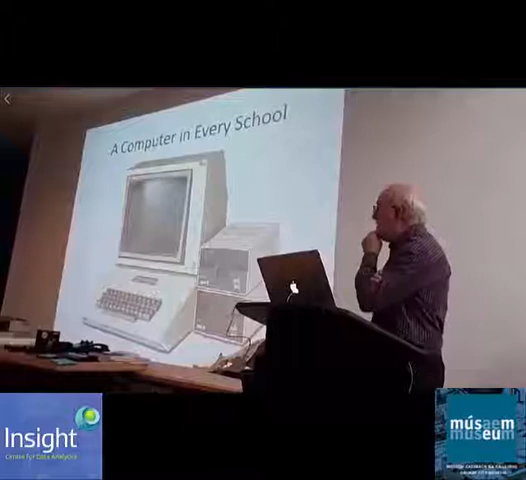 A Computer in Every School
Insight
Centre for Data Analytics
músaem
museum